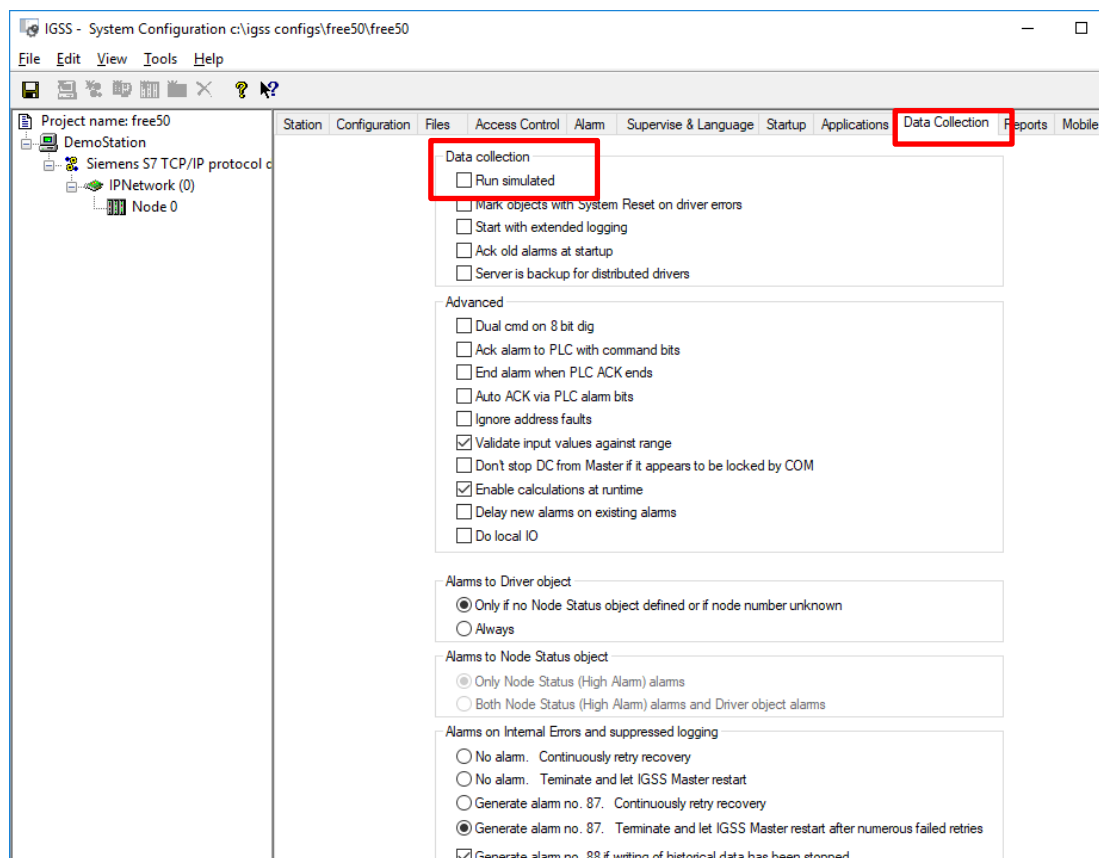 IGSS - System Configuration c:\igss configs\free50\free50
File Edit View Tools Help
Project name: free50
DemoStation
Siemens S7 TCP/IP protocol d
IPNetwork (0)
Node 0
Station Configuration Files Access Control Alarm Supervise & Language Startup Applications Data Collection Reports Mobile
Data collection
Run simulated
Mark objects with System Reset on driver errors
Start with extended logging
Ack old alarms at startup
Server is backup for distributed drivers
Advanced
Dual cmd on 8 bit dig
Ack alarm to PLC with command bits
End alarm when PLC ACK ends
Auto ACK via PLC alarm bits
Ignore address faults
Validate input values against range
Don't stop DC from Master if it appears to be locked by COM
Enable calculations at runtime
Delay new alarms on existing alarms
Do local IO
Alarms to Driver object
Only if no Node Status object defined or if node number unknown
Always
Alarms to Node Status object
Only Node Status (High Alarm) alarms
Both Node Status (High Alarm) alarms and Driver object alarms
Alarms on Internal Errors and suppressed logging
No alarm. Continuously retry recovery
No alarm. Teminate and let IGSS Master restart
Generate alarm no. 87. Continuously retry recovery
Generate alarm no. 87. Teminate and let IGSS Master restart after numerous failed retries
Generate alarm no. 88 if writing of historical data has been stopped